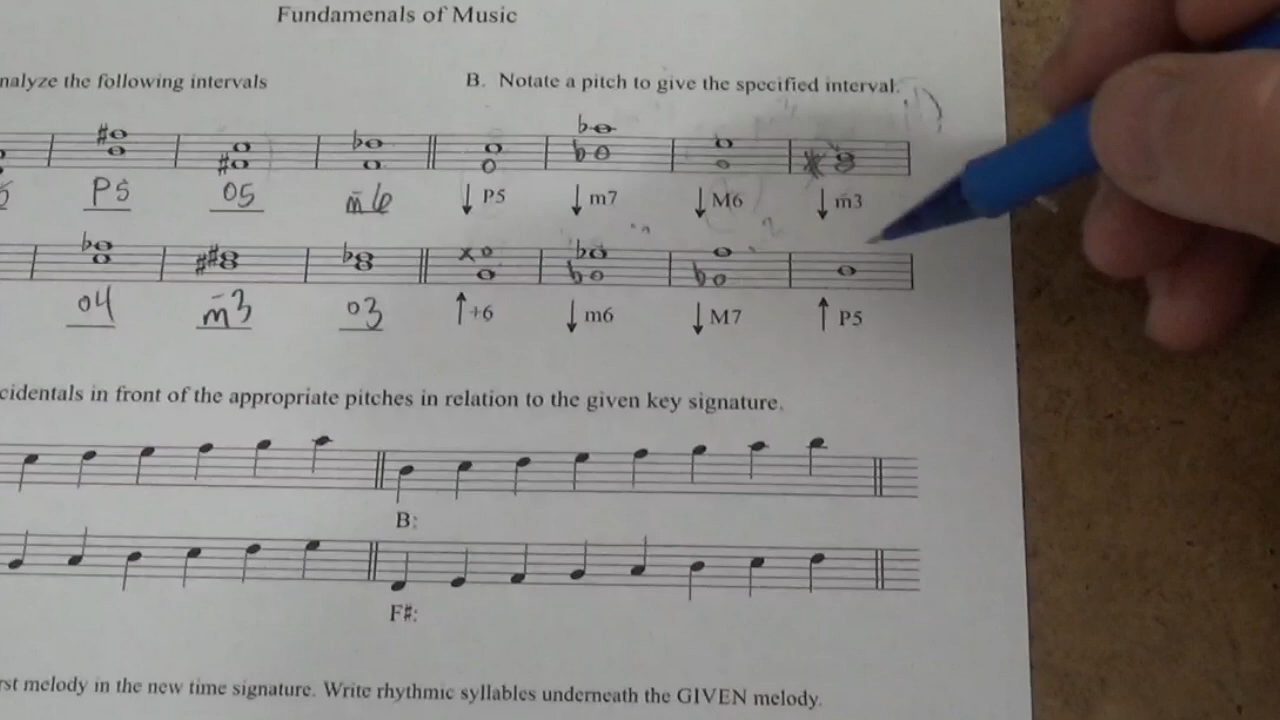 Fundamenals of Music
nalyze the following intervals
B. Notate a pitch to give the specified interval.
5 P5 o5 m6 ↓ P5 ↓ m7 ↓ M6 ↓ m3
o4 m3 o3 ↑ +6 ↓ m6 ↓ M7 ↑ P5
cidentals in front of the appropriate pitches in relation to the given key signature.
B:
F#:
rst melody in the new time signature. Write rhythmic syllables underneath the GIVEN melody.